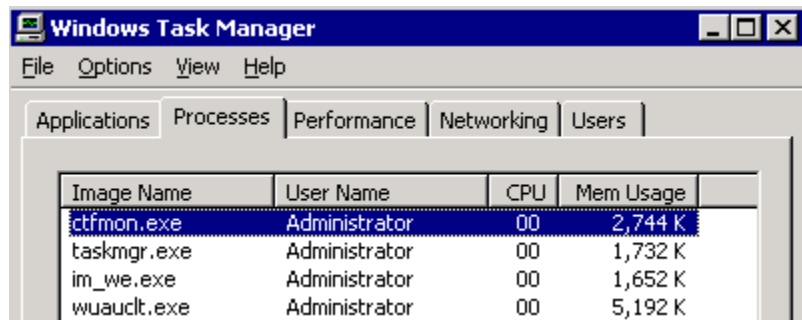 Windows Task Manager
File Options View Help
Applications Processes Performance Networking Users
Image Name User Name CPU Mem Usage
ctfmon.exe Administrator 00 2,744 K
taskmgr.exe Administrator 00 1,732 K
im_we.exe Administrator 00 1,652 K
wuauclt.exe Administrator 00 5,192 K